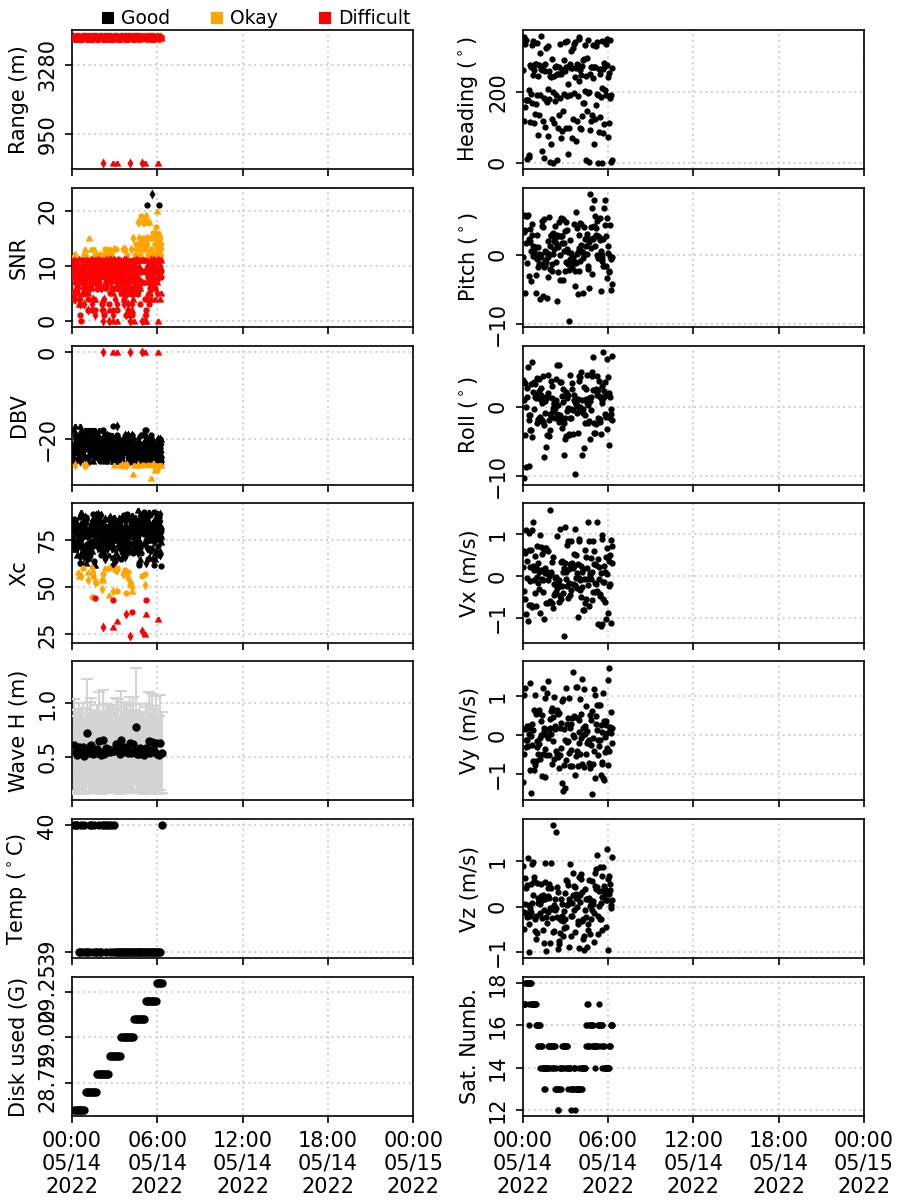 Good Okay Difficult
Range (m)
3280
950
Heading (°)
200
0
SNR
20
10
0
Pitch (°)
0
−10
DBV
0
−20
Roll (°)
0
−10
Xc
75
50
25
Vx (m/s)
1
0
−1
Wave H (m)
1.0
0.5
Vy (m/s)
1
0
−1
Temp (°C)
40
39
Vz (m/s)
1
0
−1
Disk used (G)
29.25
29.00
28.75
Sat. Numb.
18
16
14
12
00:00 06:00 12:00 18:00 00:00
05/14 05/14 05/14 05/14 05/15
2022 2022 2022 2022 2022
00:00 06:00 12:00 18:00 00:00
05/14 05/14 05/14 05/14 05/15
2022 2022 2022 2022 2022